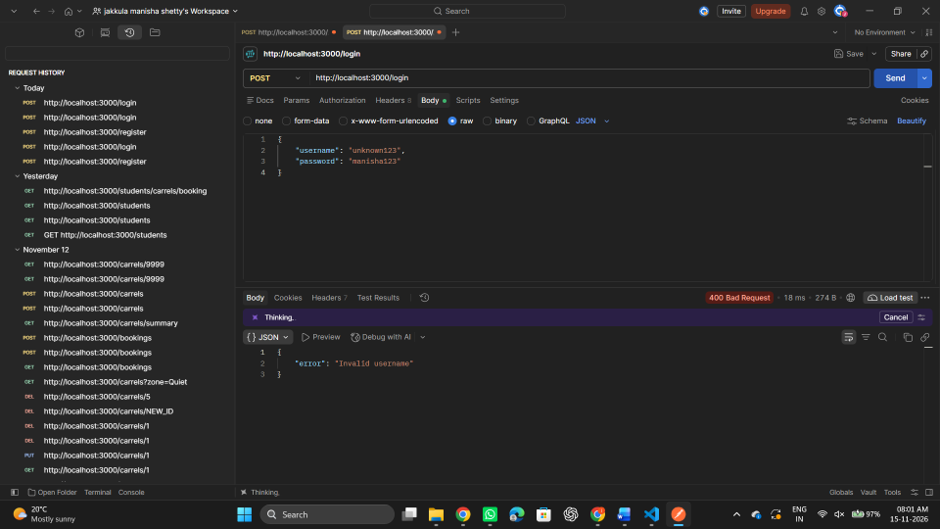 jakkula manisha shetty's Workspace
Search
Invite
Upgrade
REQUEST HISTORY
Today
POST http://localhost:3000/login
POST http://localhost:3000/login
POST http://localhost:3000/register
POST http://localhost:3000/login
POST http://localhost:3000/register
Yesterday
GET http://localhost:3000/students/carrels/booking
GET http://localhost:3000/students
GET http://localhost:3000/students
GET GET http://localhost:3000/students
November 12
GET http://localhost:3000/carrels/9999
GET http://localhost:3000/carrels/9999
POST http://localhost:3000/carrels
POST http://localhost:3000/carrels
GET http://localhost:3000/carrels/summary
POST http://localhost:3000/bookings
POST http://localhost:3000/bookings
GET http://localhost:3000/bookings
GET http://localhost:3000/carrels?zone=Quiet
DEL http://localhost:3000/carrels/5
DEL http://localhost:3000/carrels/NEW_ID
DEL http://localhost:3000/carrels/1
DEL http://localhost:3000/carrels/1
PUT http://localhost:3000/carrels/1
GET http://localhost:3000/carrels/1
POST http://localhost:3000/
POST http://localhost:3000/
No Environment
http://localhost:3000/login
Save
Share
POST
http://localhost:3000/login
Send
Docs Params Authorization Headers 8 Body Scripts Settings
Cookies
none form-data x-www-form-urlencoded raw binary GraphQL JSON
Schema Beautify
1 {
2 "username": "unknown123",
3 "password": "manisha123"
4 }
Body Cookies Headers 7 Test Results
400 Bad Request · 18 ms · 274 B
Load test
Thinking.
Cancel
{} JSON Preview Debug with AI
1 {
2 "error": "Invalid username"
3 }
Open Folder Terminal Console
Thinking.
Globals Vault Tools
20°C
Mostly sunny
Search
ENG
IN
97%
08:01 AM
15-11-2026